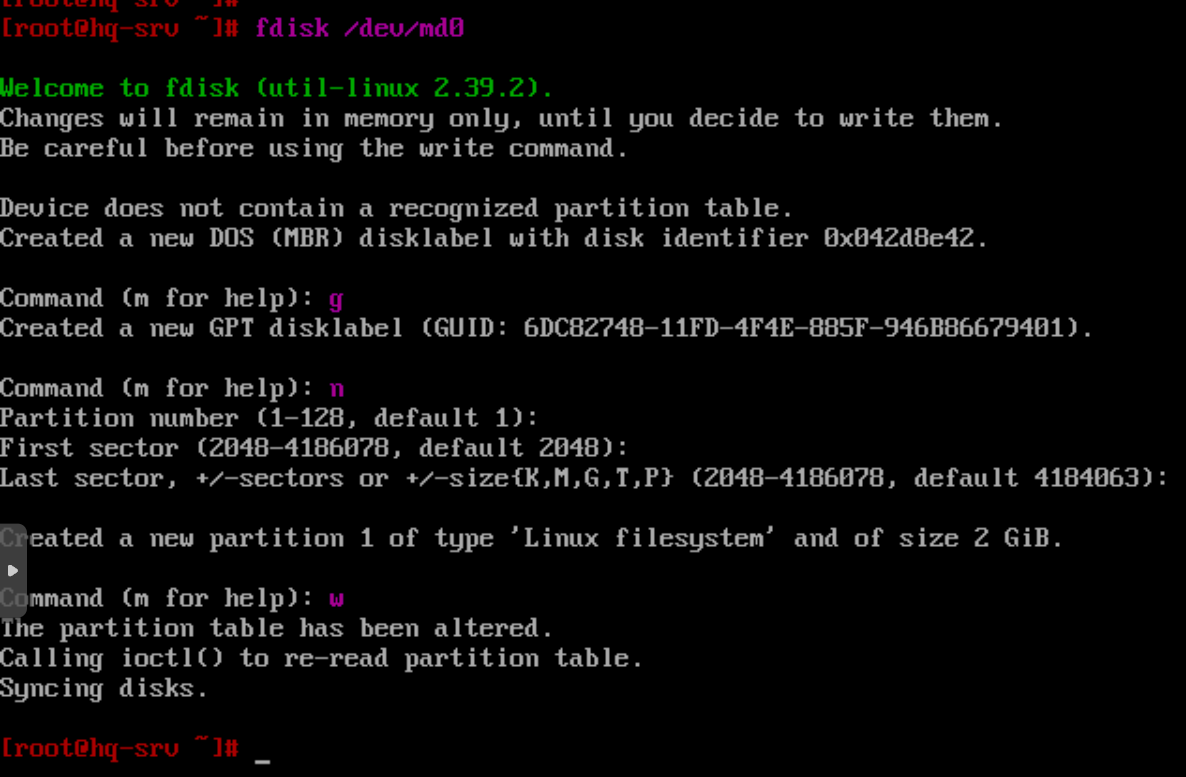 [root@hq-srv ~]#
[root@hq-srv ~]# fdisk /dev/md0
Welcome to fdisk (util-linux 2.39.2).
Changes will remain in memory only, until you decide to write them.
Be careful before using the write command.
Device does not contain a recognized partition table.
Created a new DOS (MBR) disklabel with disk identifier 0x042d8e42.
Command (m for help): g
Created a new GPT disklabel (GUID: 6DC82748-11FD-4F4E-885F-946B86679401).
Command (m for help): n
Partition number (1-128, default 1):
First sector (2048-4186078, default 2048):
Last sector, +/-sectors or +/-size{K,M,G,T,P} (2048-4186078, default 4184063):
Created a new partition 1 of type 'Linux filesystem' and of size 2 GiB.
Command (m for help): w
The partition table has been altered.
Calling ioctl() to re-read partition table.
Syncing disks.
[root@hq-srv ~]# _